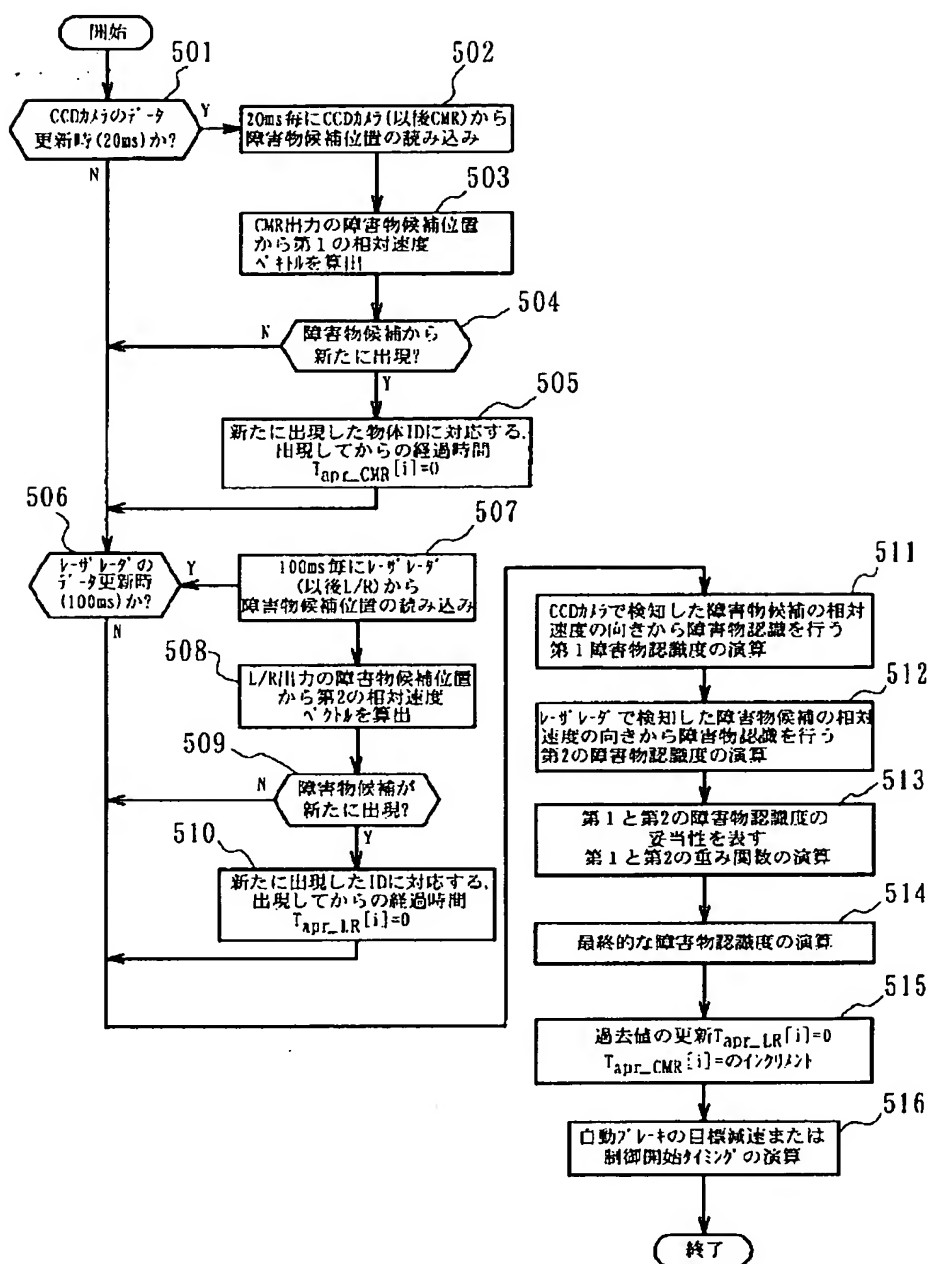 開始
501
CCDカメラのデータ
更新時(20ms)か?
Y
N
502
20ms毎にCCDカメラ(以後CMR)から
障害物候補位置の読み込み
503
CMR出力の障害物候補位置
から第1の相対速度
ベキトルを算出
504
障害物候補から
新たに出現?
N
Y
505
新たに出現した物体IDに対応する,
出現してからの経過時間
Tapr_CMR[i]=0
506
レーザレーダの
データ更新時
(100ms)か?
Y
N
507
100ms毎にレーザレーダ
(以後L/R)から
障害物候補位置の読み込み
508
L/R出力の障害物候補位置
から第2の相対速度
ベクトルを算出
509
障害物候補が
新たに出現?
N
Y
510
新たに出現したIDに対応する,
出現してからの経過時間
Tapr_LR[i]=0
511
CCDカメラで検知した障害物候補の相対
速度の向きから障害物認識を行う
第1障害物認識度の演算
512
レーザレーダで検知した障害物候補の相対
速度の向きから障害物認識を行う
第2の障害物認識度の演算
513
第1と第2の障害物認識度の
妥当性を表す
第1と第2の重み関数の演算
514
最終的な障害物認識度の演算
515
過去値の更新Tapr_LR[i]=0
Tapr_CMR[i]=のインクリメント
516
自動ブレーキの目標減速または
制御開始タイミングの演算
終了